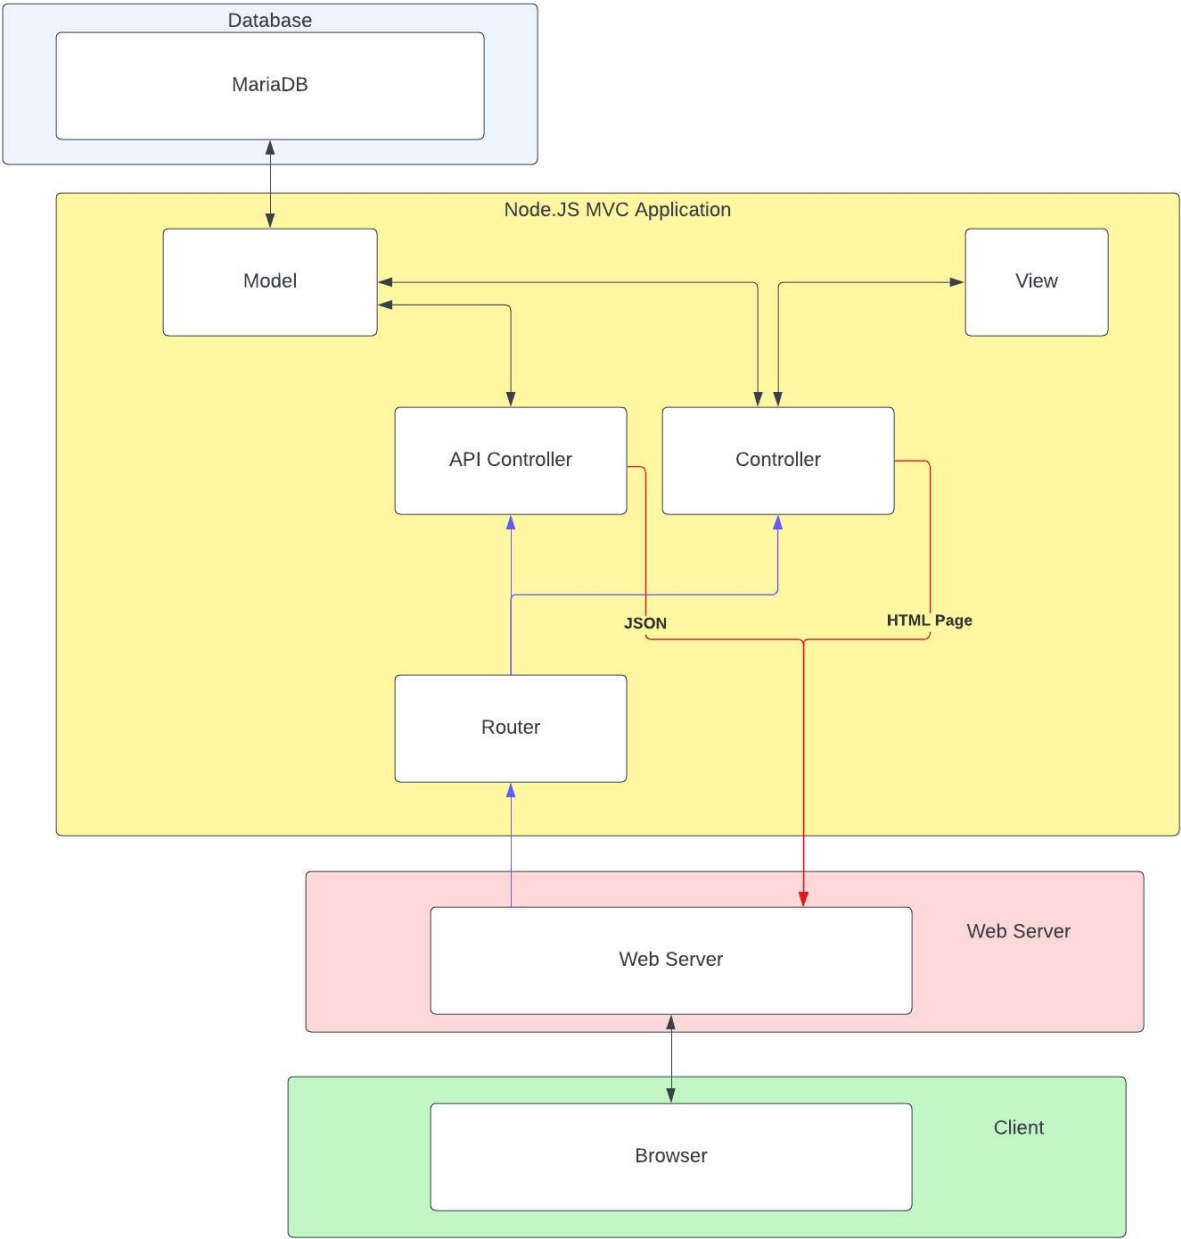 Database
MariaDB
Node.JS MVC Application
Model
View
API Controller
Controller
JSON
HTML Page
Router
Web Server
Web Server
Client
Browser